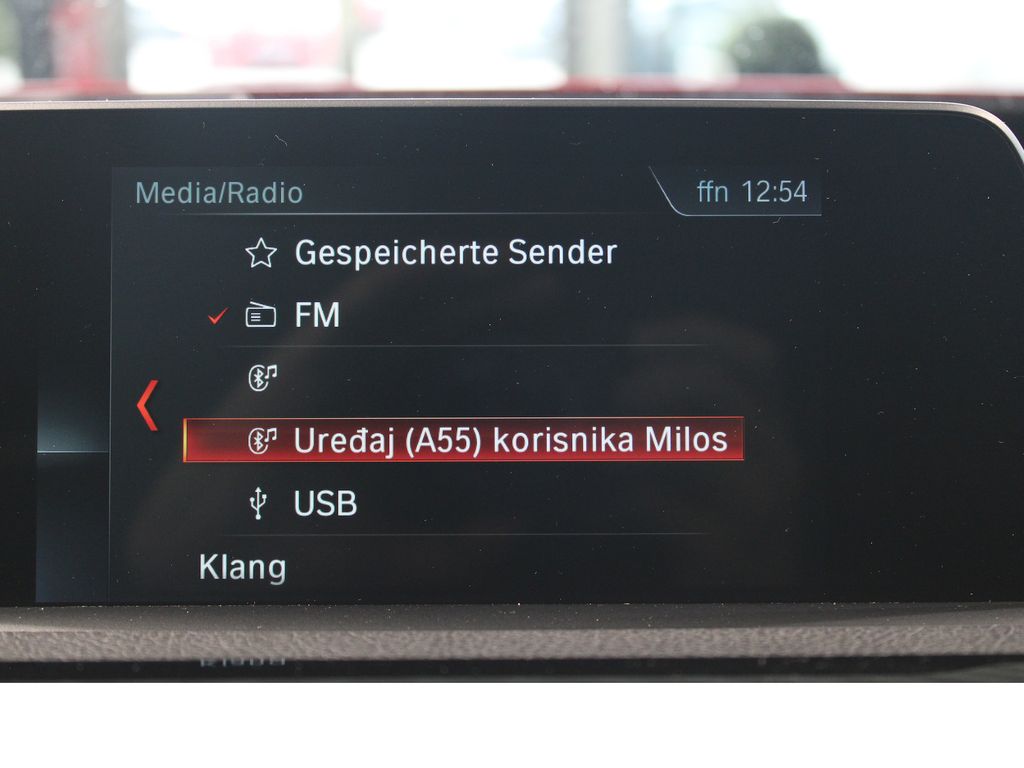 Media/Radio
ffn 12:54
Gespeicherte Sender
FM
Uređaj (A55) korisnika Milos
USB
Klang